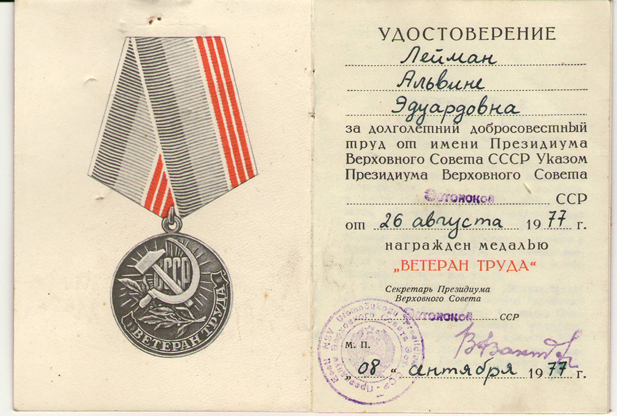 СССР
ВЕТЕРАН ТРУДА
УДОСТОВЕРЕНИЕ
Лейман
Альвине
Эдуардовна
за долголетний добросовестный
труд от имени Президиума
Верховного Совета СССР Указом
Президиума Верховного Совета
Эстонской ССР
от 26 августа 1977 г.
награжден медалью
„ВЕТЕРАН ТРУДА“
Секретарь Президиума
Верховного Совета
Эстонской ССР
М. П.
„08“ сентября 1977 г.